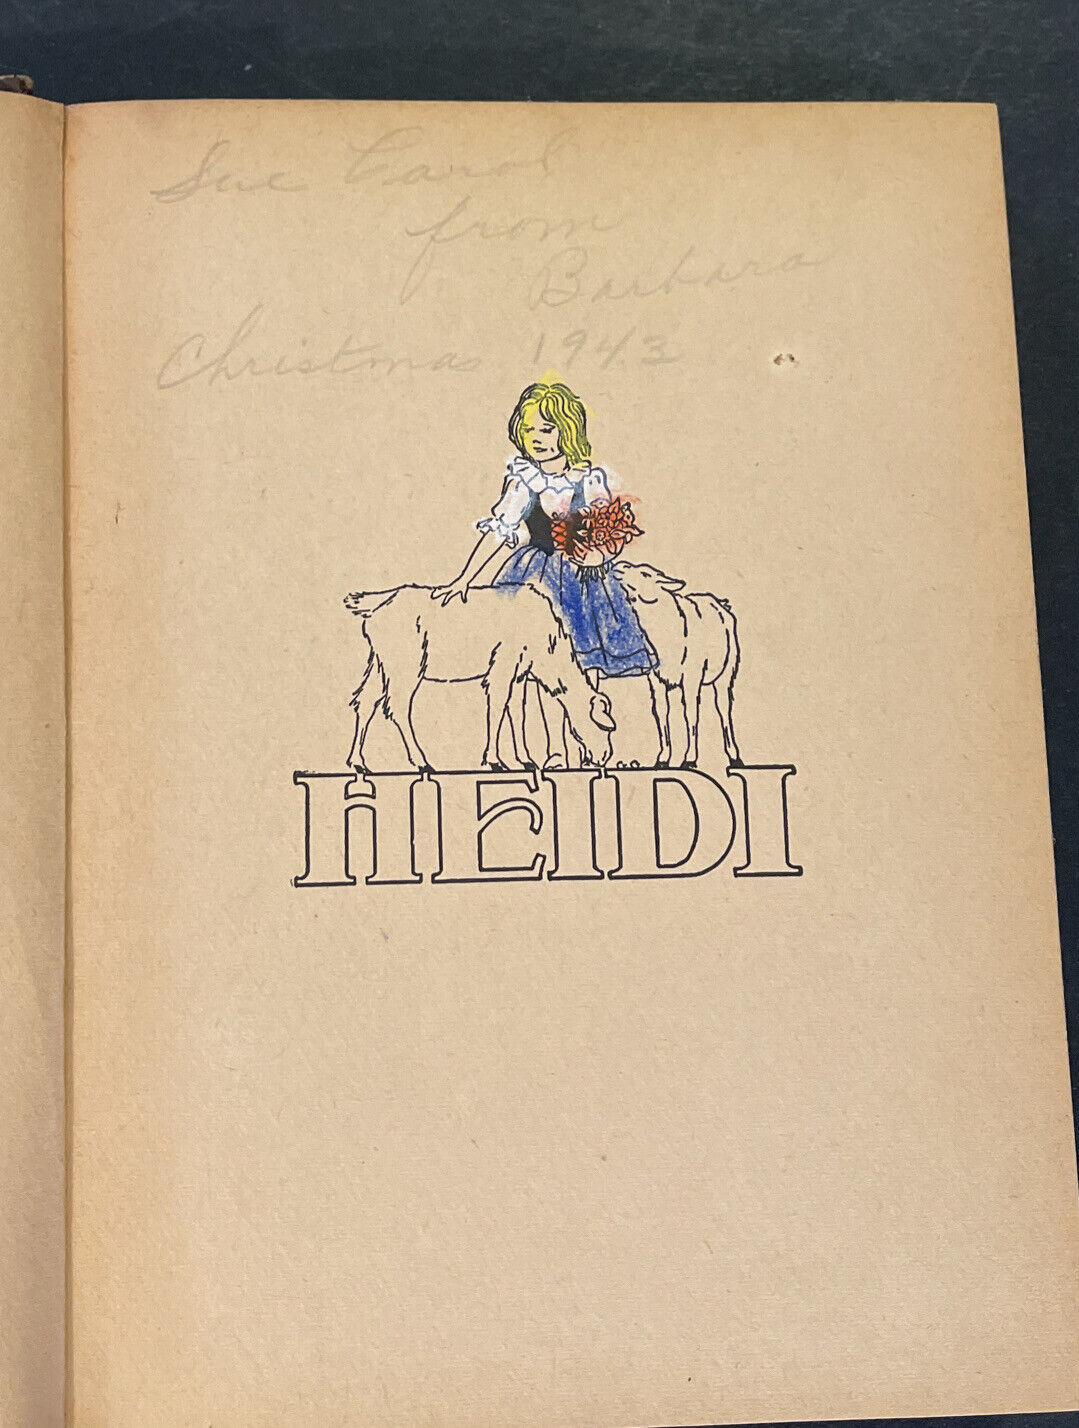 Sue Carol
from
Barbara
Christmas 1943
HEIDI